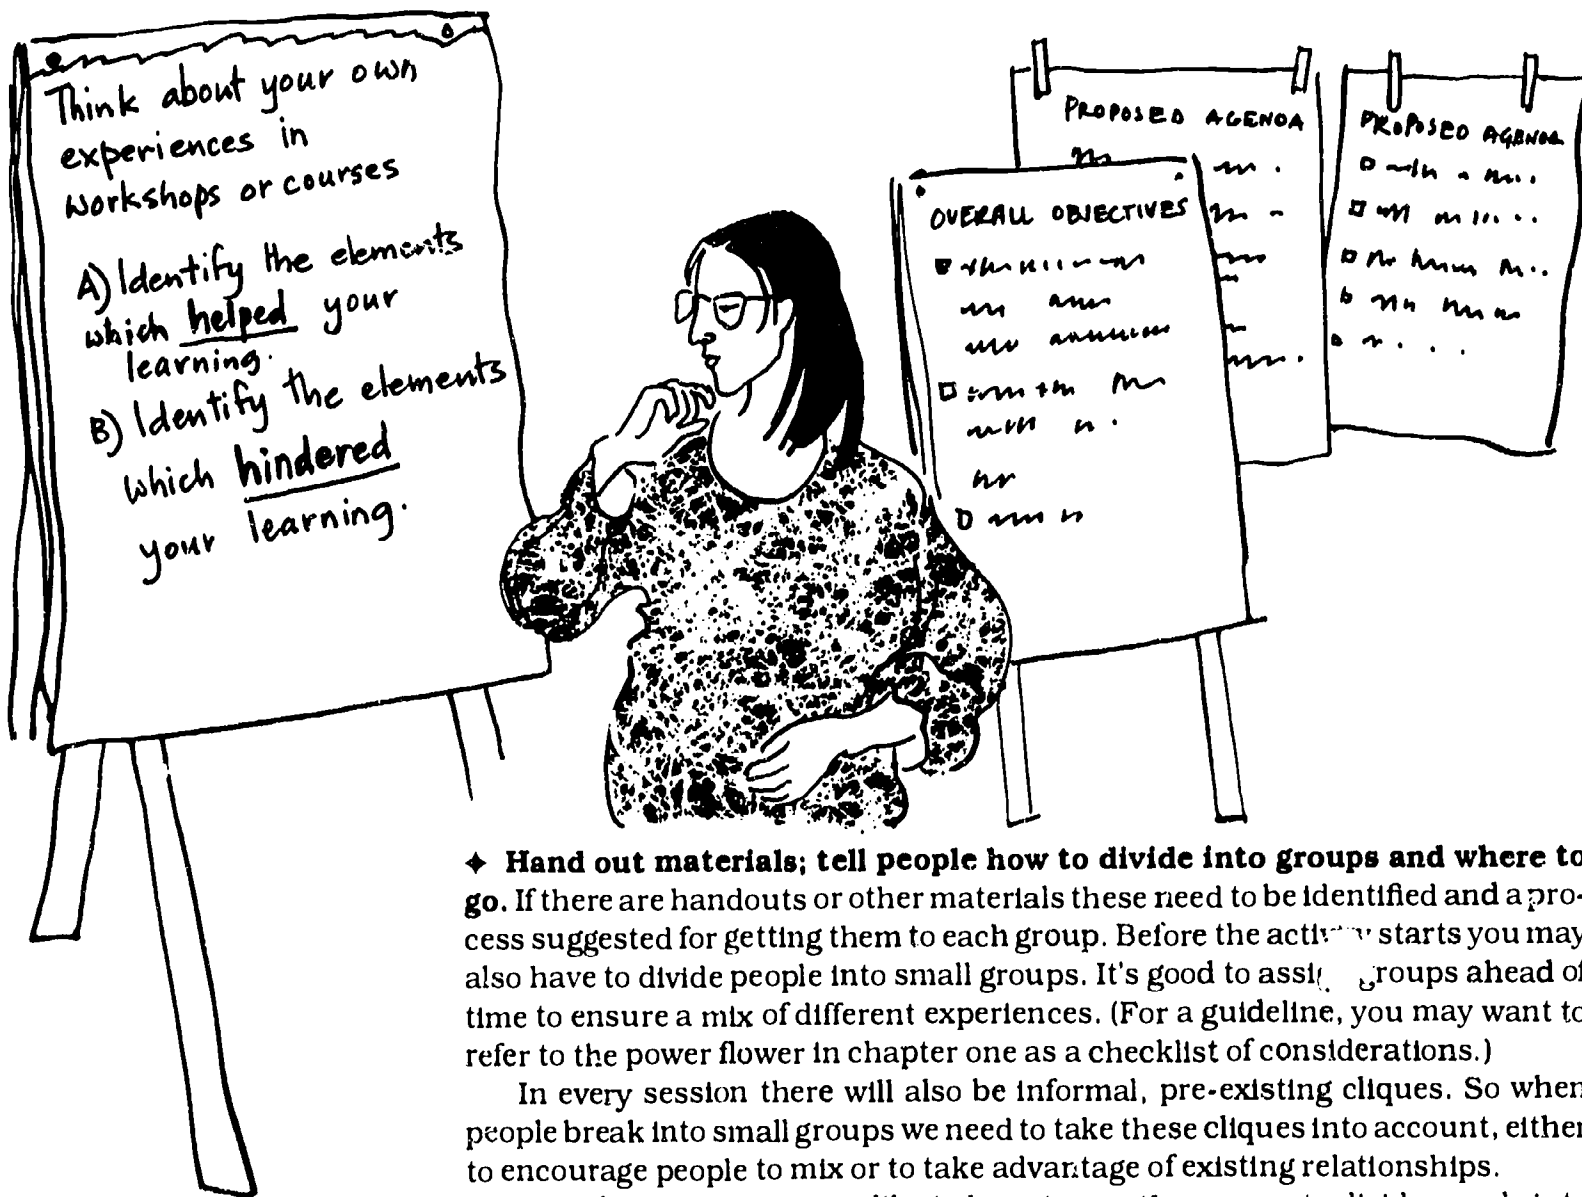 Think about your own
experiences in
workshops or courses
A) Identify the elements
which helped your
learning.
B) Identify the elements
which hindered
your learning.
PROPOSED AGENDA
PROPOSED AGENDA
OVERALL OBJECTIVES
✦ Hand out materials; tell people how to divide into groups and where to
go. If there are handouts or other materials these need to be identified and a pro-
cess suggested for getting them to each group. Before the starts you may
also have to divide people into small groups. It's good to groups ahead of
time to ensure a mix of different experiences. (For a guideline, you may want to
refer to the power flower in chapter one as a checklist of considerations.)
In every session there will also be informal, pre-existing cliques. So when
people break into small groups we need to take these cliques into account, either
to encourage people to mix or to take advantage of existing relationships.